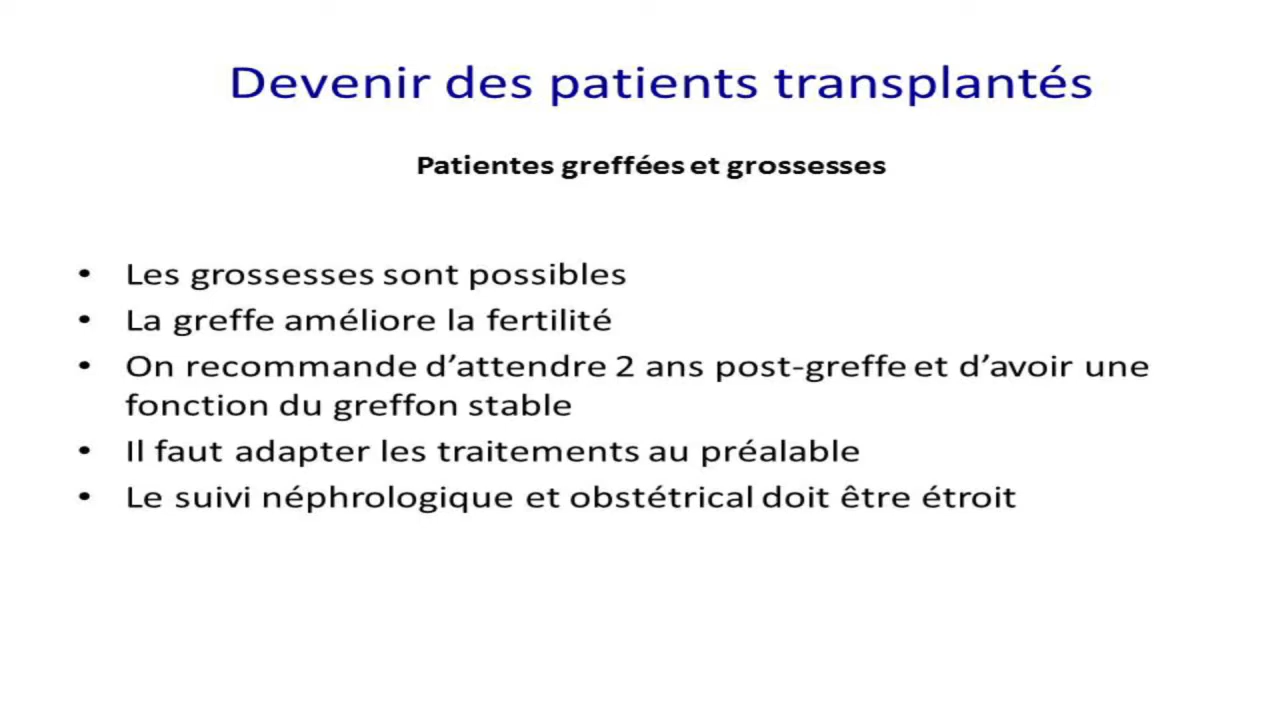 Devenir des patients transplantés
Patientes greffées et grossesses
• Les grossesses sont possibles
• La greffe améliore la fertilité
• On recommande d’attendre 2 ans post-greffe et d’avoir une
fonction du greffon stable
• Il faut adapter les traitements au préalable
• Le suivi néphrologique et obstétrical doit être étroit